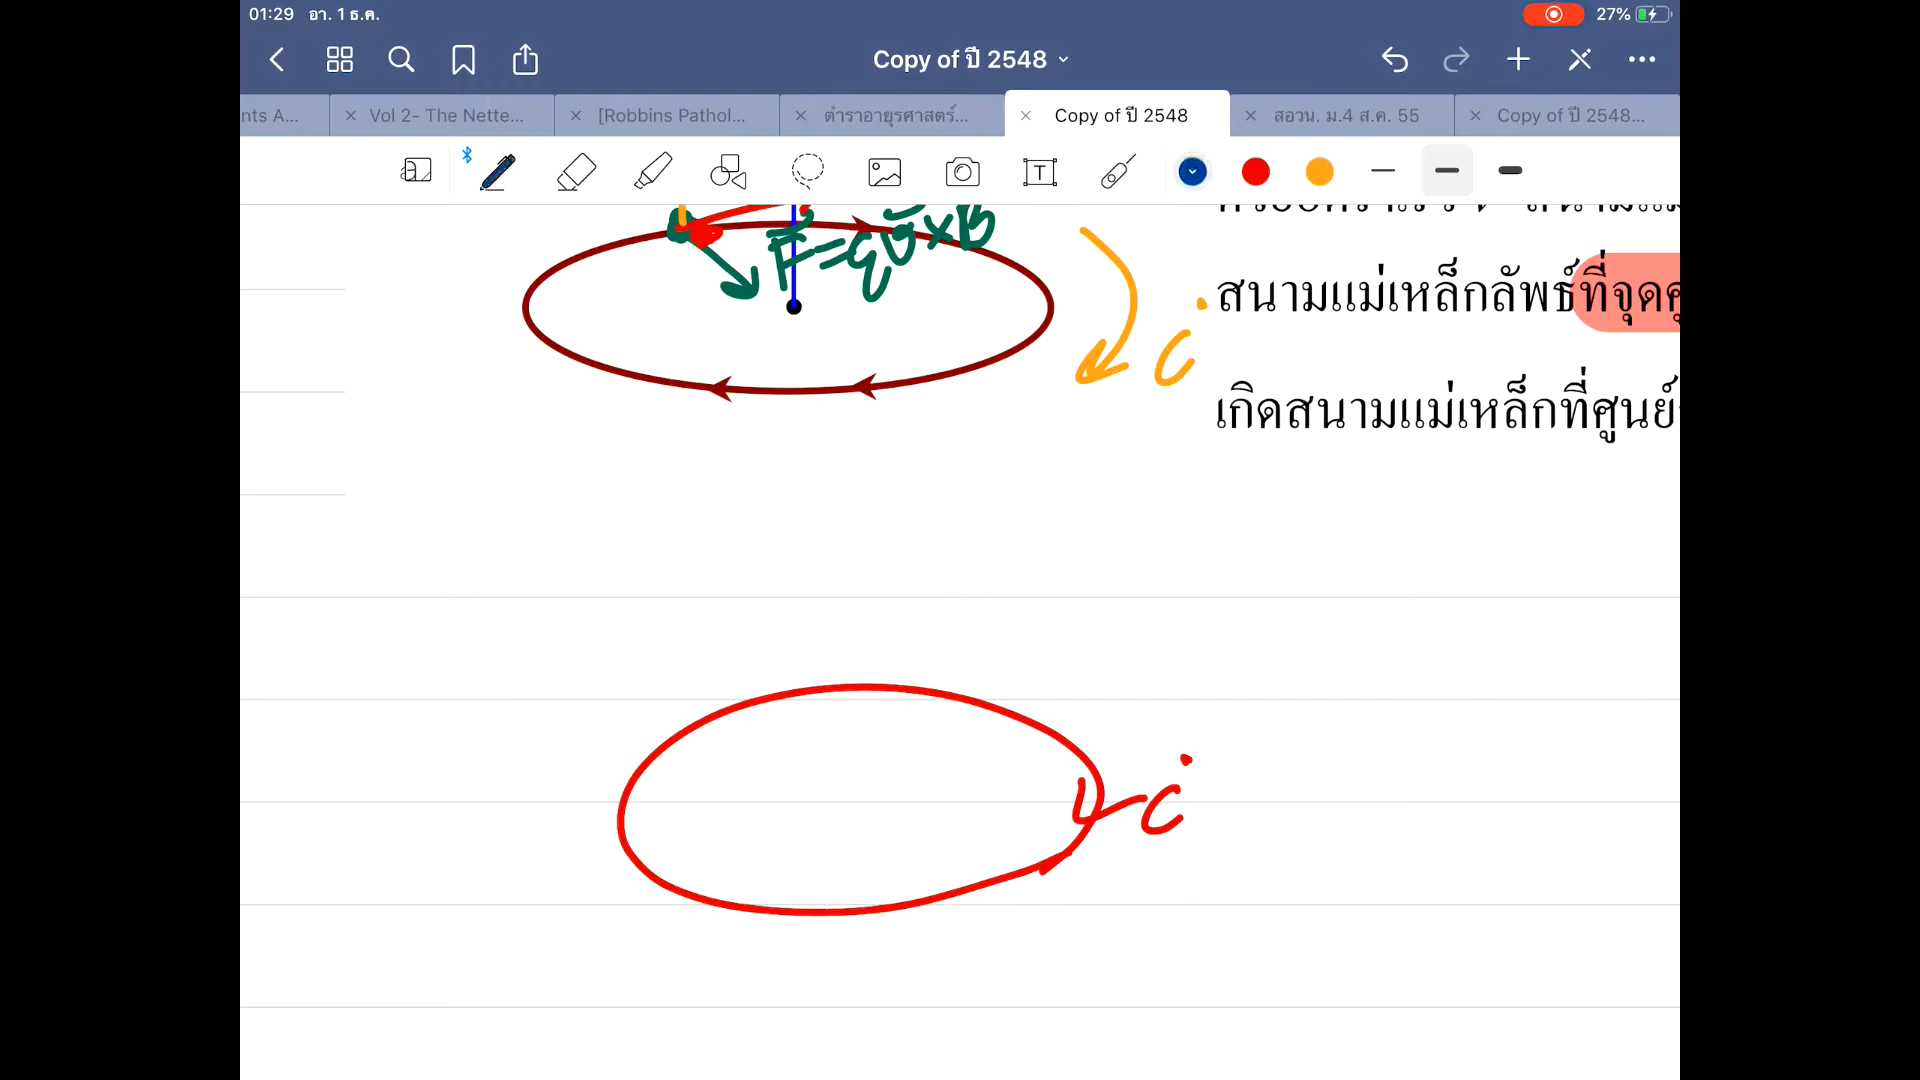 01:29 อา. 1 ธ.ค.
27%
Copy of ปี 2548
nts A...
Vol 2- The Nette...
[Robbins Pathol...
ตำราอายุรศาสตร์...
Copy of ปี 2548
สอวน. ม.4 ส.ค. 55
Copy of ปี 2548...
F=qv×B
สนามแม่เหล็กลัพธ์ที่จุดศู
i
เกิดสนามแม่เหล็กที่ศูนย์
i